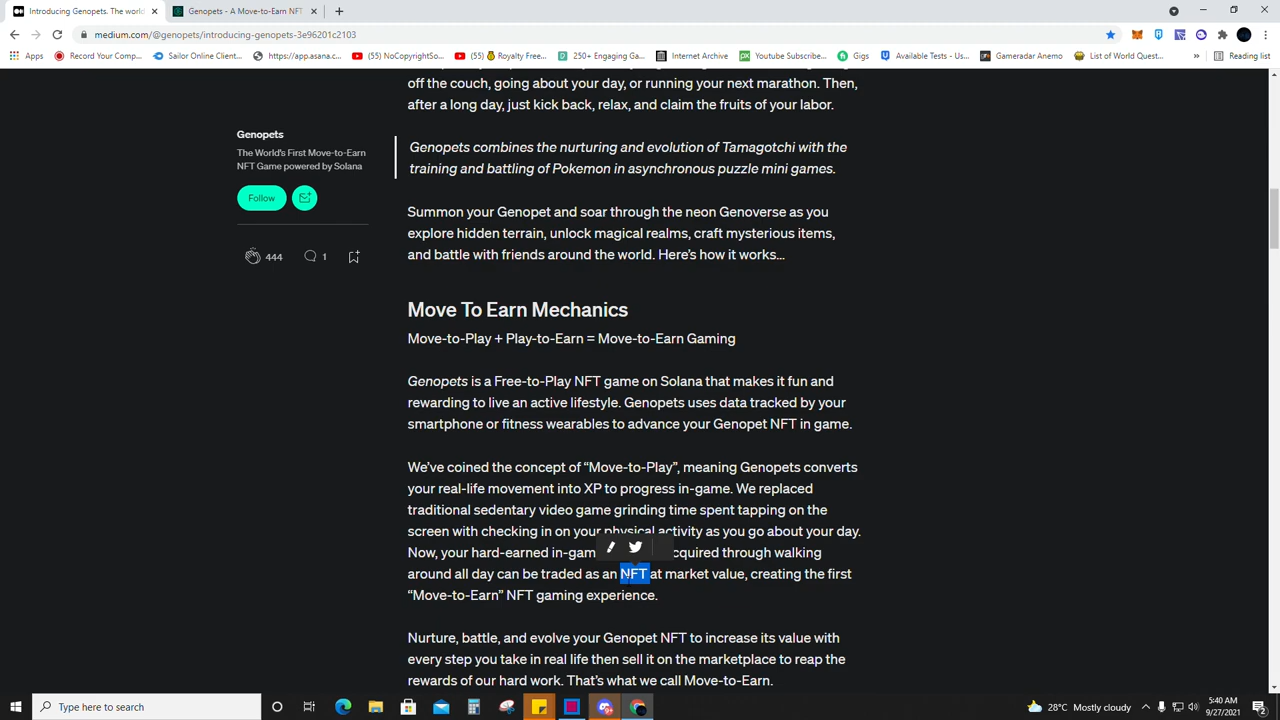 Introducing Genopets. The world
Genopets - A Move-to-Earn NFT
medium.com/@genopets/introducing-genopets-3e96201c2103
Apps
Record Your Comp...
Sailor Online Client...
https://app.asana.c...
(55) NoCopyrightSo...
(55) 💰 Royalty Free...
250+ Engaging Ga...
Internet Archive
Youtube Subscribe...
Gigs
Available Tests - Us...
Gameradar Anemo
List of World Quest...
»
Reading list
off the couch, going about your day, or running your next marathon. Then,
after a long day, just kick back, relax, and claim the fruits of your labor.
Genopets
The World's First Move-to-Earn
NFT Game powered by Solana
Follow
444
1
Genopets combines the nurturing and evolution of Tamagotchi with the
training and battling of Pokemon in asynchronous puzzle mini games.
Summon your Genopet and soar through the neon Genoverse as you
explore hidden terrain, unlock magical realms, craft mysterious items,
and battle with friends around the world. Here's how it works...
Move To Earn Mechanics
Move-to-Play + Play-to-Earn = Move-to-Earn Gaming
Genopets is a Free-to-Play NFT game on Solana that makes it fun and
rewarding to live an active lifestyle. Genopets uses data tracked by your
smartphone or fitness wearables to advance your Genopet NFT in game.
We've coined the concept of “Move-to-Play”, meaning Genopets converts
your real-life movement into XP to progress in-game. We replaced
traditional sedentary video game grinding time spent tapping on the
screen with checking in on your physical activity as you go about your day.
Now, your hard-earned in-gam cquired through walking
around all day can be traded as an NFT at market value, creating the first
“Move-to-Earn” NFT gaming experience.
Nurture, battle, and evolve your Genopet NFT to increase its value with
every step you take in real life then sell it on the marketplace to reap the
rewards of our hard work. That's what we call Move-to-Earn.
Type here to search
28°C Mostly cloudy
5:40 AM
9/27/2021
2